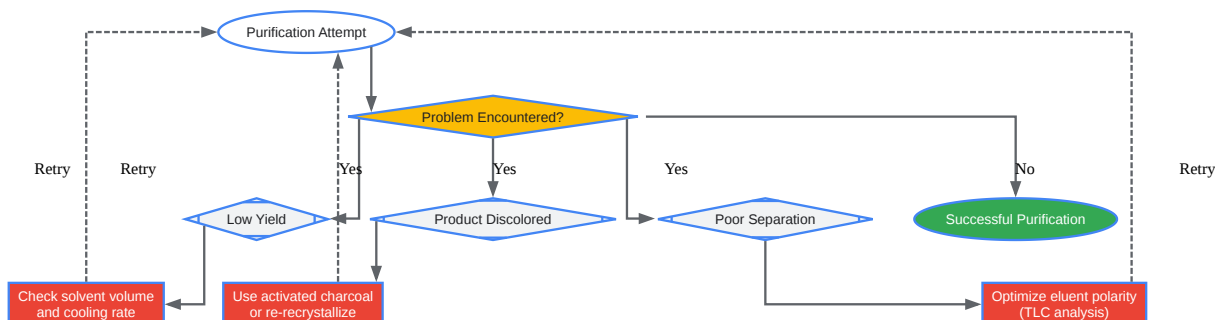 Purification Attempt
Problem Encountered?
Retry
Retry
Yes
Yes
Yes
No
Retry
Low Yield
Product Discolored
Poor Separation
Successful Purification
Check solvent volume
and cooling rate
Use activated charcoal
or re-recrystallize
Optimize eluent polarity
(TLC analysis)